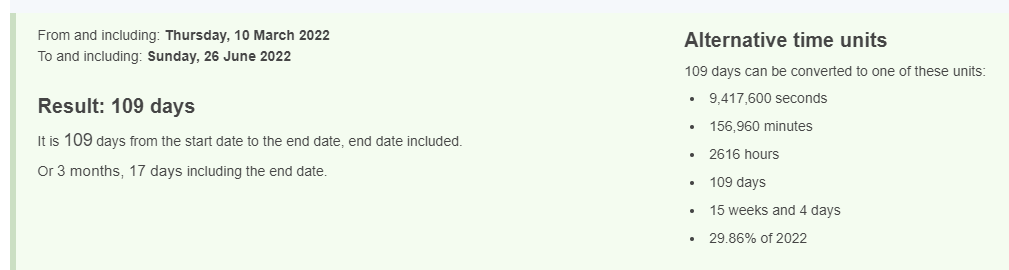 From and including: Thursday, 10 March 2022
To and including: Sunday, 26 June 2022
Result: 109 days
It is 109 days from the start date to the end date, end date included.
Or 3 months, 17 days including the end date.
Alternative time units
109 days can be converted to one of these units:
• 9,417,600 seconds
• 156,960 minutes
• 2616 hours
• 109 days
• 15 weeks and 4 days
• 29.86% of 2022